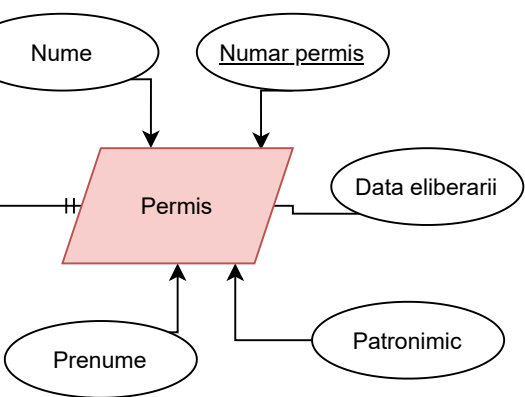 Nume
Numar permis
Permis
Data eliberarii
Prenume
Patronimic